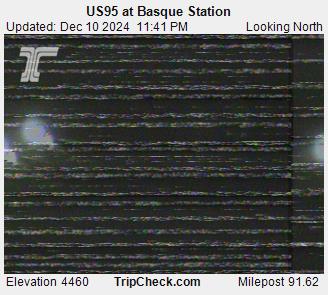 US95 at Basque Station
Updated: Dec 10 2024 11:41 PM Looking North
Elevation 4460 TripCheck.com Milepost 91.62